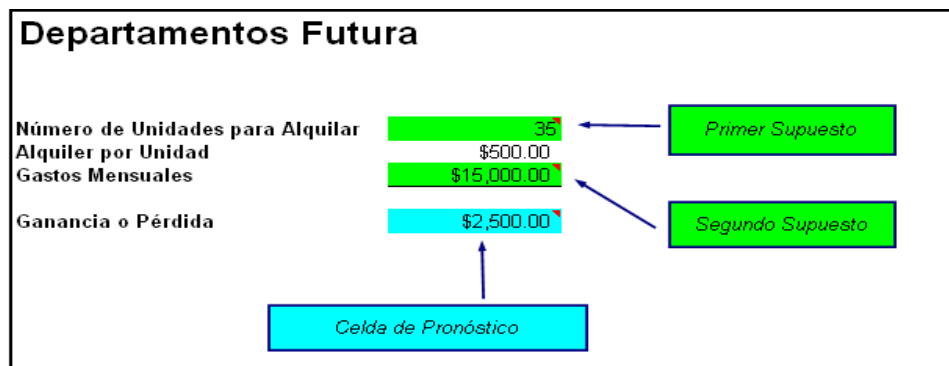 Departamentos Futura
Número de Unidades para Alquilar 35 Primer Supuesto
Alquiler por Unidad $500.00
Gastos Mensuales $15,000.00
Ganancia o Pérdida $2,500.00 Segundo Supuesto
Celda de Pronóstico